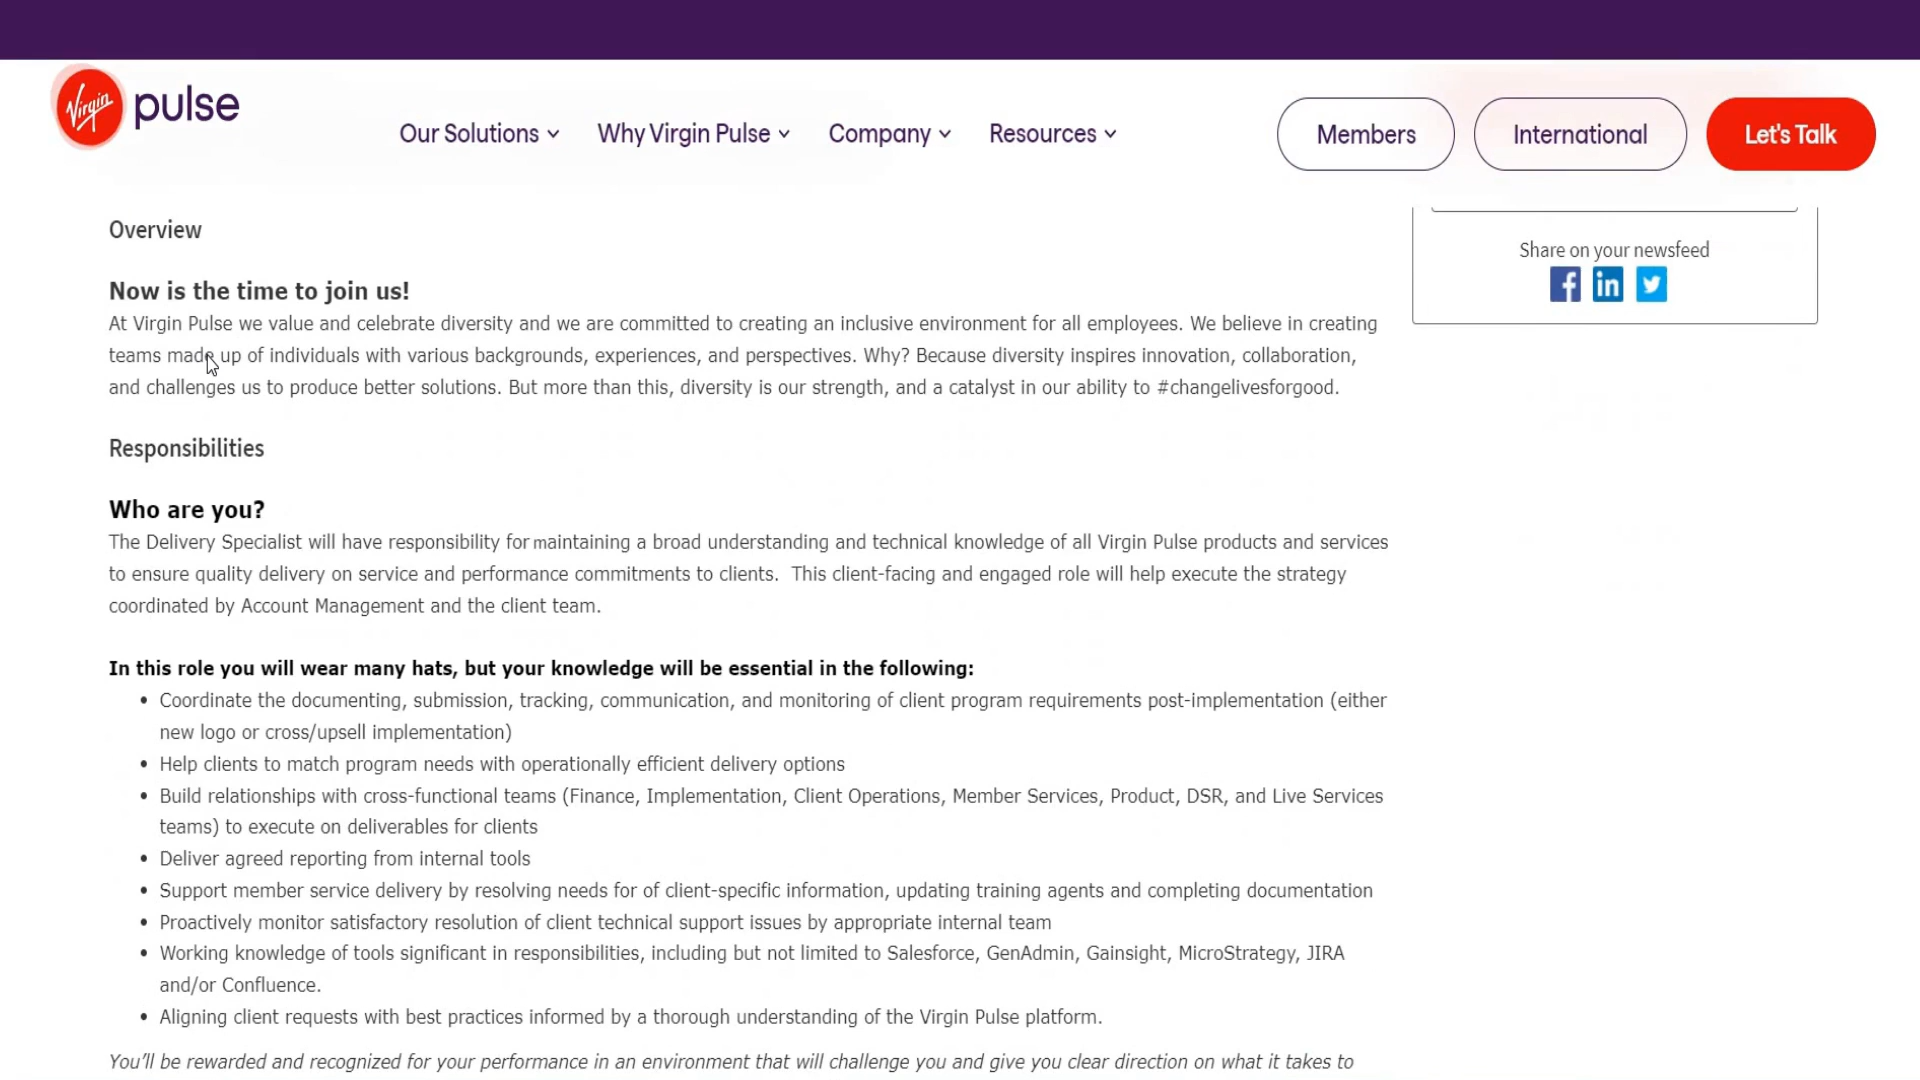 Virgin pulse
Our Solutions
Why Virgin Pulse
Company
Resources
Members
International
Let's Talk
Overview
Share on your newsfeed
Now is the time to join us!
At Virgin Pulse we value and celebrate diversity and we are committed to creating an inclusive environment for all employees. We believe in creating
teams made up of individuals with various backgrounds, experiences, and perspectives. Why? Because diversity inspires innovation, collaboration,
and challenges us to produce better solutions. But more than this, diversity is our strength, and a catalyst in our ability to #changelivesforgood.
Responsibilities
Who are you?
The Delivery Specialist will have responsibility for maintaining a broad understanding and technical knowledge of all Virgin Pulse products and services
to ensure quality delivery on service and performance commitments to clients.  This client-facing and engaged role will help execute the strategy
coordinated by Account Management and the client team.
In this role you will wear many hats, but your knowledge will be essential in the following:
• Coordinate the documenting, submission, tracking, communication, and monitoring of client program requirements post-implementation (either
new logo or cross/upsell implementation)
• Help clients to match program needs with operationally efficient delivery options
• Build relationships with cross-functional teams (Finance, Implementation, Client Operations, Member Services, Product, DSR, and Live Services
teams) to execute on deliverables for clients
• Deliver agreed reporting from internal tools
• Support member service delivery by resolving needs for of client-specific information, updating training agents and completing documentation
• Proactively monitor satisfactory resolution of client technical support issues by appropriate internal team
• Working knowledge of tools significant in responsibilities, including but not limited to Salesforce, GenAdmin, Gainsight, MicroStrategy, JIRA
and/or Confluence.
• Aligning client requests with best practices informed by a thorough understanding of the Virgin Pulse platform.
You'll be rewarded and recognized for your performance in an environment that will challenge you and give you clear direction on what it takes to